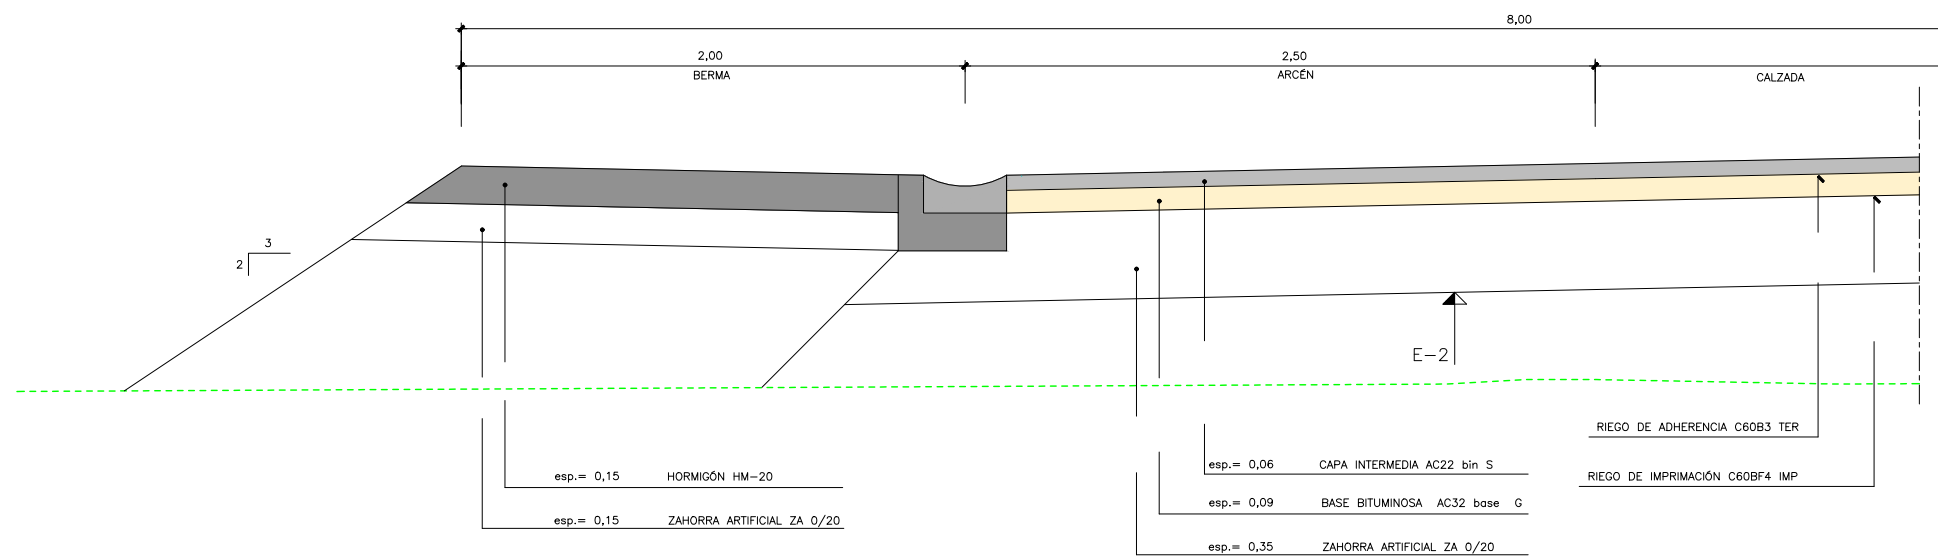 8,00
2,00
2,50
BERMA
ARCÉN
CALZADA
3
2
E-2
RIEGO DE ADHERENCIA C60B3 TER
esp.= 0,06 CAPA INTERMEDIA AC22 bin S
esp.= 0,15 HORMIGÓN HM-20
RIEGO DE IMPRIMACIÓN C60BF4 IMP
esp.= 0,09 BASE BITUMINOSA AC32 base G
esp.= 0,15 ZAHORRA ARTIFICIAL ZA 0/20
esp.= 0,35 ZAHORRA ARTIFICIAL ZA 0/20